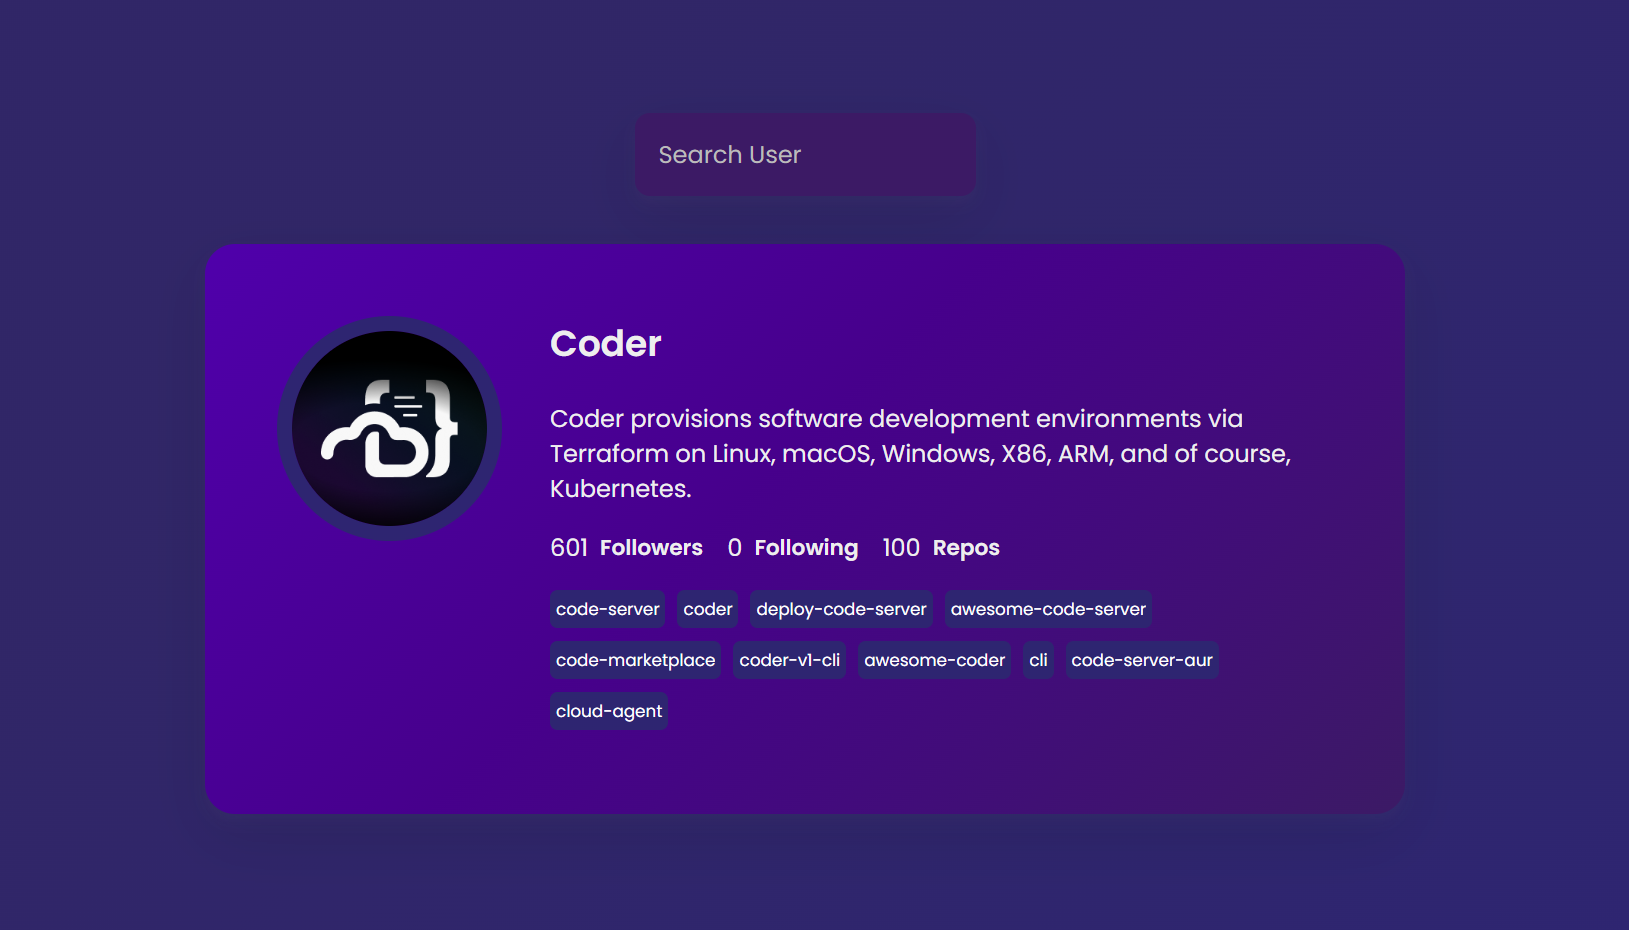 Search User
Coder
Coder provisions software development environments via
Terraform on Linux, macOS, Windows, X86, ARM, and of course,
Kubernetes.
601 Followers 0 Following 100 Repos
code-server coder deploy-code-server awesome-code-server
code-marketplace coder-v1-cli awesome-coder cli code-server-aur
cloud-agent